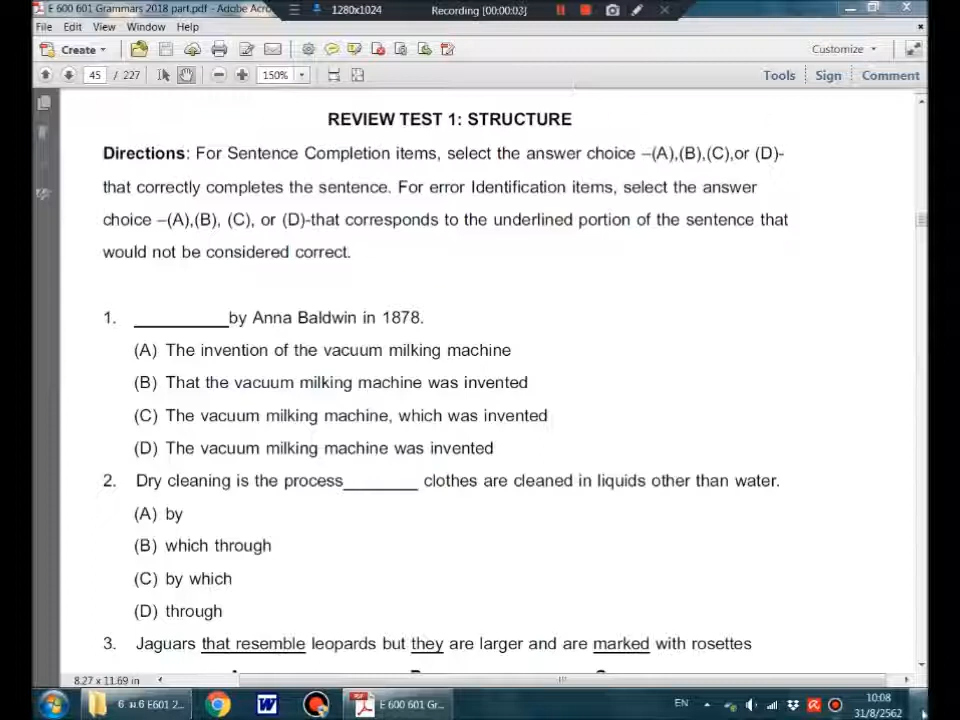 E 600 601 Grammars 2018 part.pdf - Adobe Acro
1280x1024
Recording [00:00:03]
File Edit View Window Help
Create
Customize
45 / 227
150%
Tools Sign Comment
REVIEW TEST 1: STRUCTURE
Directions: For Sentence Completion items, select the answer choice –(A),(B),(C),or (D)-
that correctly completes the sentence. For error Identification items, select the answer
choice –(A),(B), (C), or (D)-that corresponds to the underlined portion of the sentence that
would not be considered correct.
1. __________by Anna Baldwin in 1878.
(A) The invention of the vacuum milking machine
(B) That the vacuum milking machine was invented
(C) The vacuum milking machine, which was invented
(D) The vacuum milking machine was invented
2. Dry cleaning is the process________ clothes are cleaned in liquids other than water.
(A) by
(B) which through
(C) by which
(D) through
3. Jaguars that resemble leopards but they are larger and are marked with rosettes
8.27 x 11.69 in
6 ม.6 E601 2...
E 600 601 Gr...
EN
10:08
31/8/2562